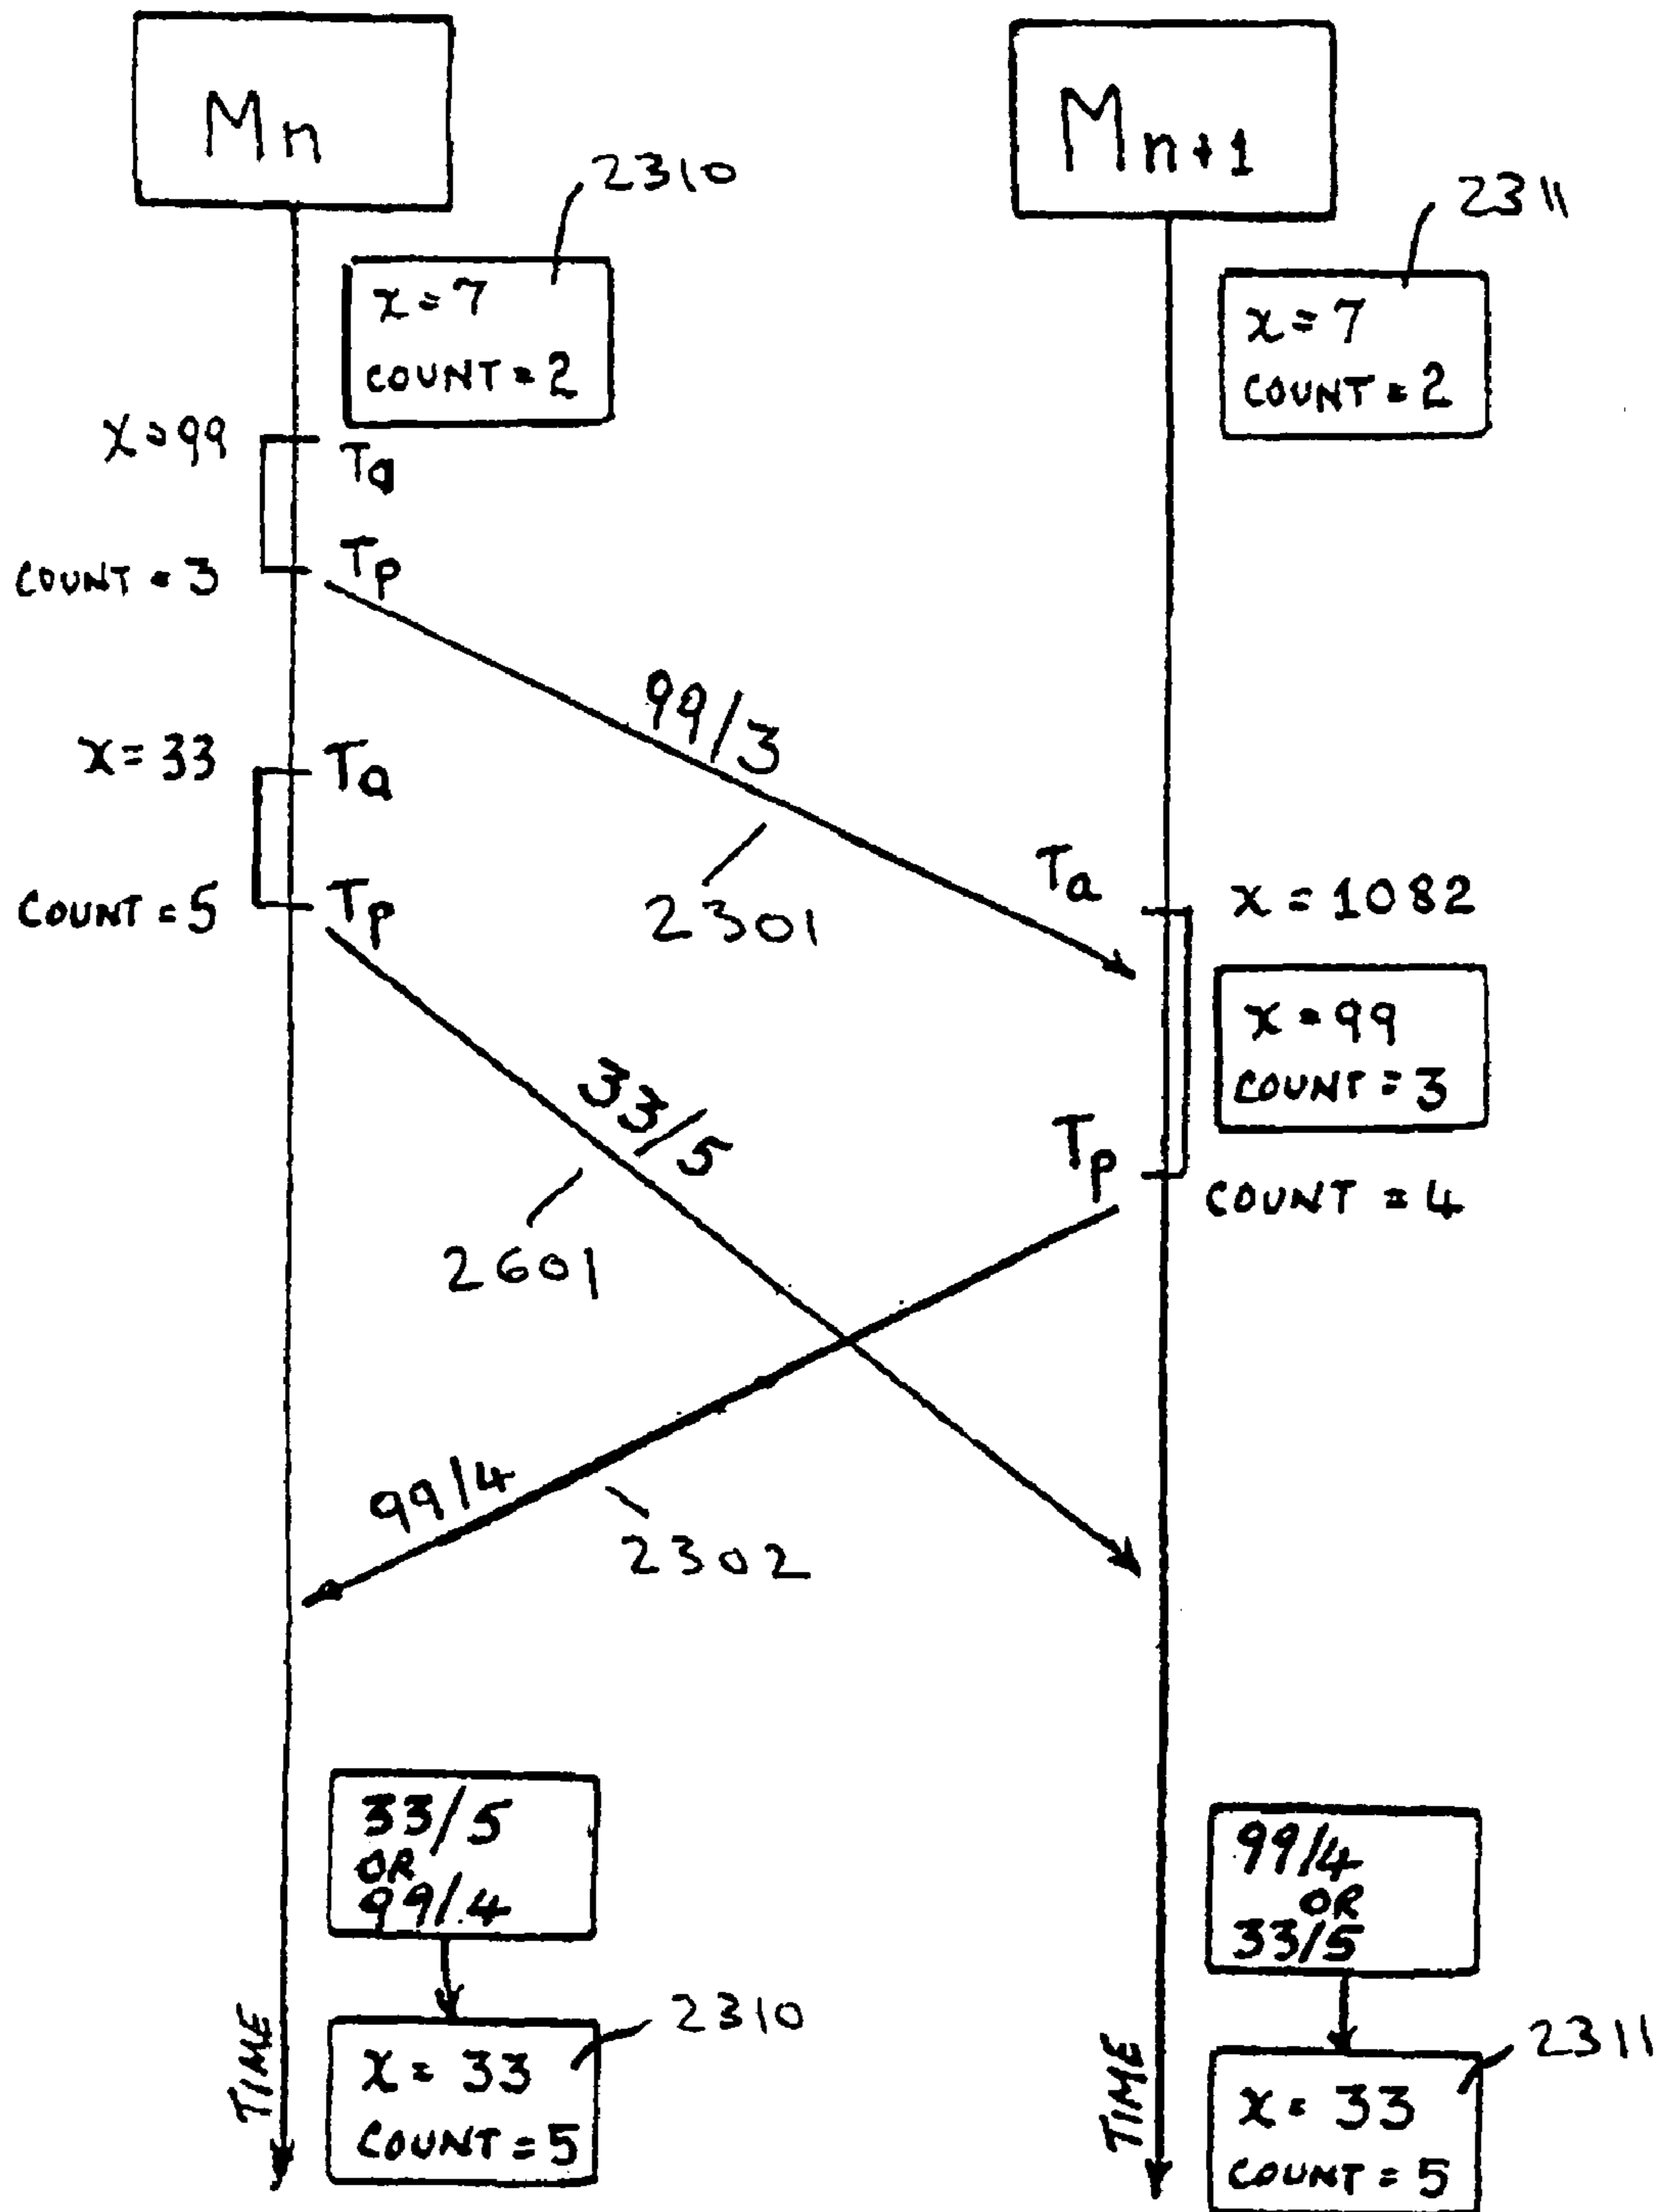 Mn
Mn+1
2310
2311
x=7
COUNT=2
x=7
COUNT=2
x=99
Ta
COUNT=3
Tp
99/3
2301
x=33
Ta
COUNT=5
Tp
Ta
x=1082
x=99
COUNT=3
Tp
COUNT=4
33/5
2601
99/4
2302
33/5
OR
99/4
99/4
OR
33/5
TIME
2310
x=33
COUNT=5
TIME
2311
x=33
COUNT=5